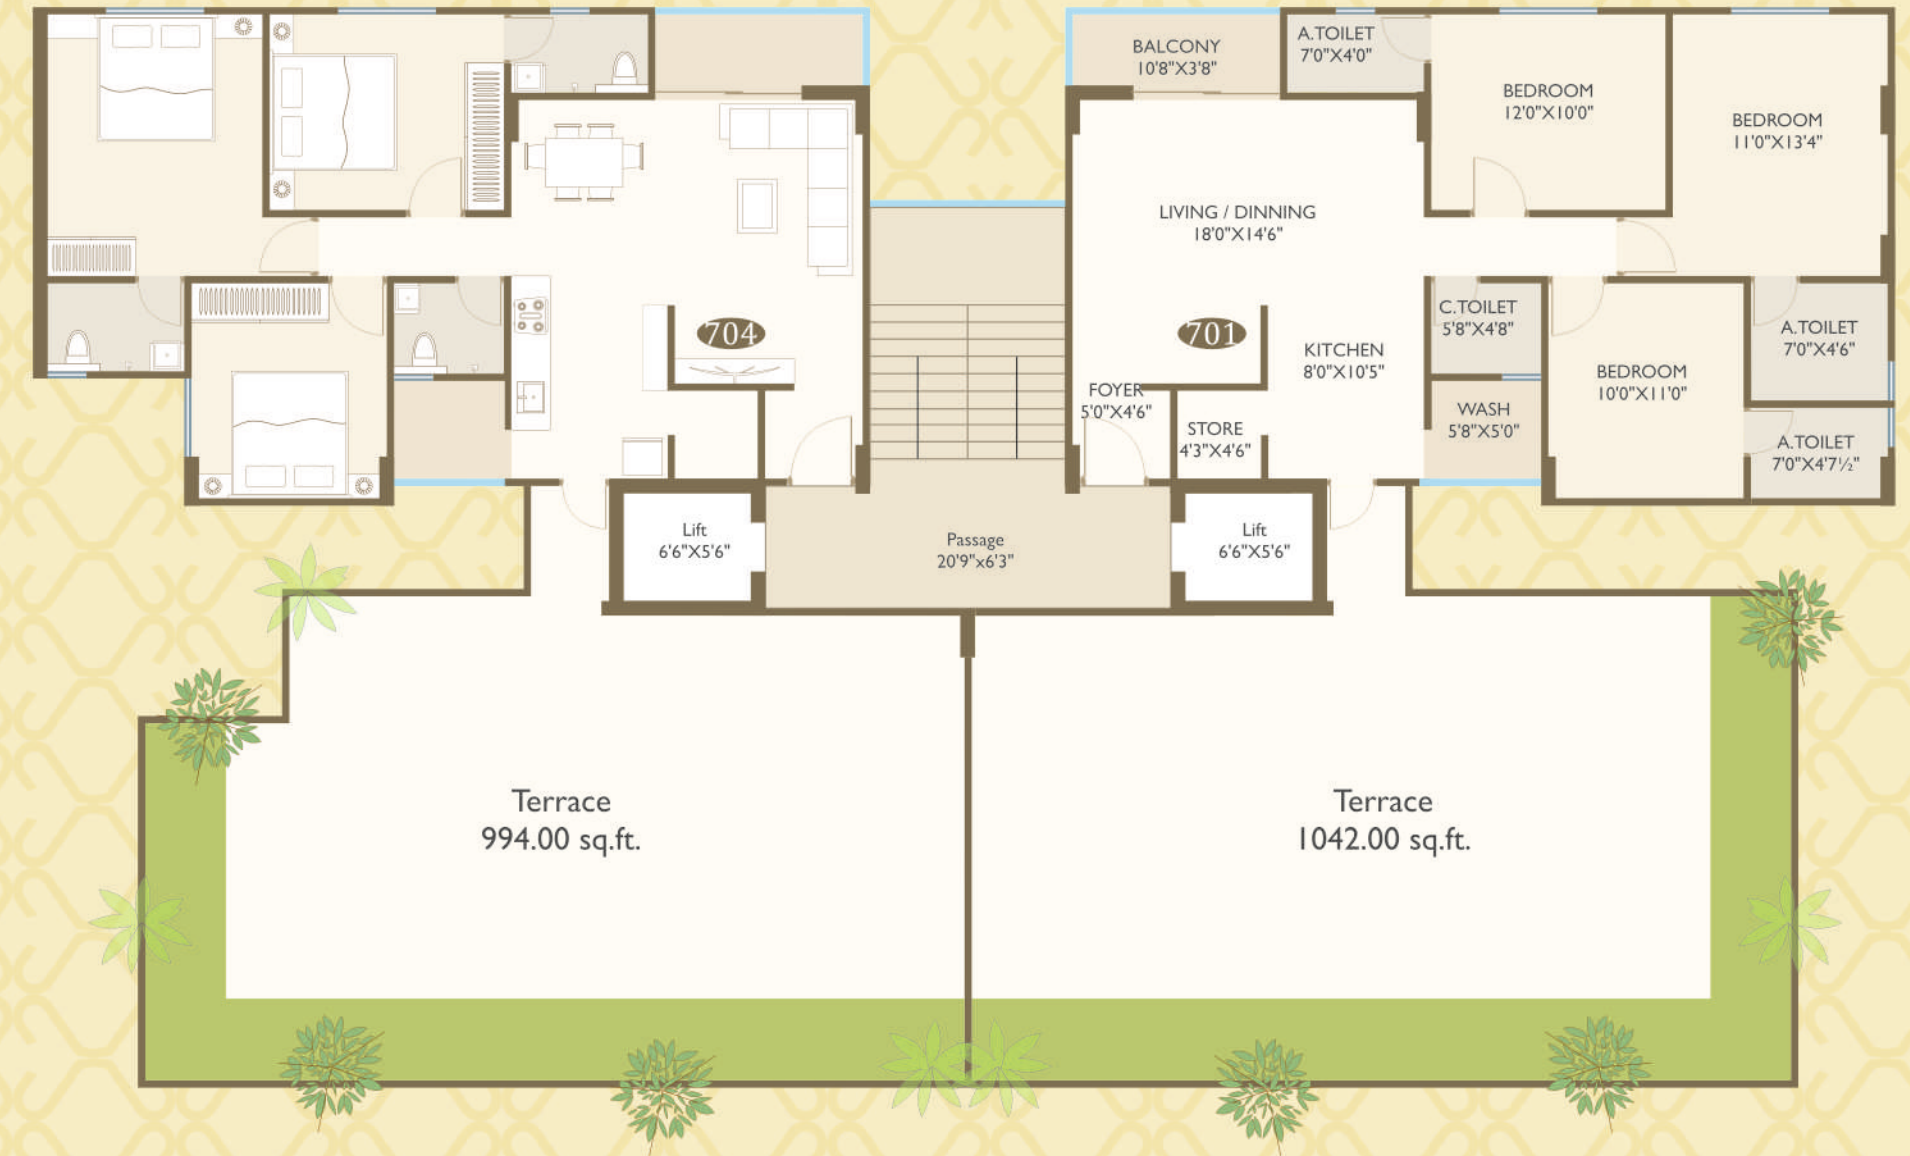 BALCONY
10'8"X3'8"
A.TOILET
7'0"X4'0"
BEDROOM
12'0"X10'0"
BEDROOM
11'0"X13'4"
LIVING / DINNING
18'0"X14'6"
704
701
C.TOILET
5'8"X4'8"
A.TOILET
7'0"X4'6"
KITCHEN
8'0"X10'5"
BEDROOM
10'0"X11'0"
FOYER
5'0"X4'6"
STORE
4'3"X4'6"
WASH
5'8"X5'0"
A.TOILET
7'0"X4'7½"
Lift
6'6"X5'6"
Passage
20'9"x6'3"
Lift
6'6"X5'6"
Terrace
994.00 sq.ft.
Terrace
1042.00 sq.ft.